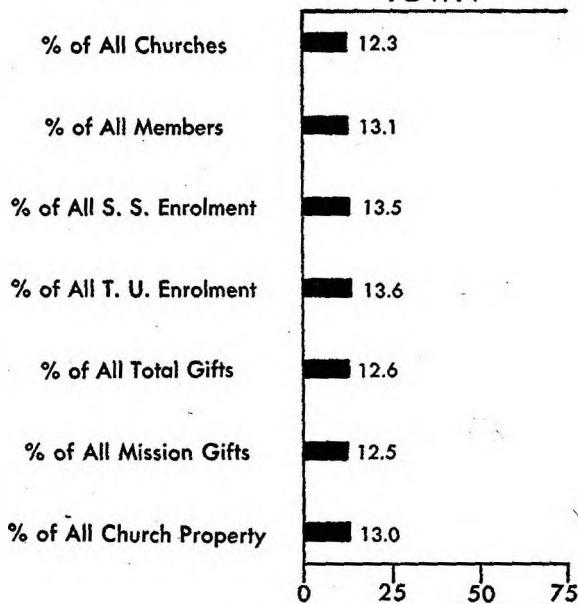 % of All Churches 12.3
% of All Members 13.1
% of All S. S. Enrolment 13.5
% of All T. U. Enrolment 13.6
% of All Total Gifts 12.6
% of All Mission Gifts 12.5
% of All Church Property 13.0
0 25 50 75